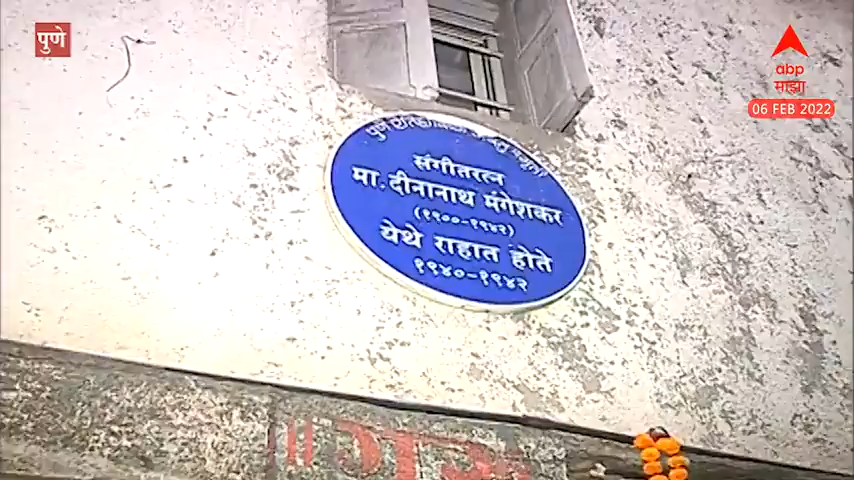 पुणे
abp
माझा
06 FEB 2022
संगीतरत्न
मा. दीनानाथ मंगेशकर
(१९००-१९४२)
येथे राहात होते
१९४०-१९४२